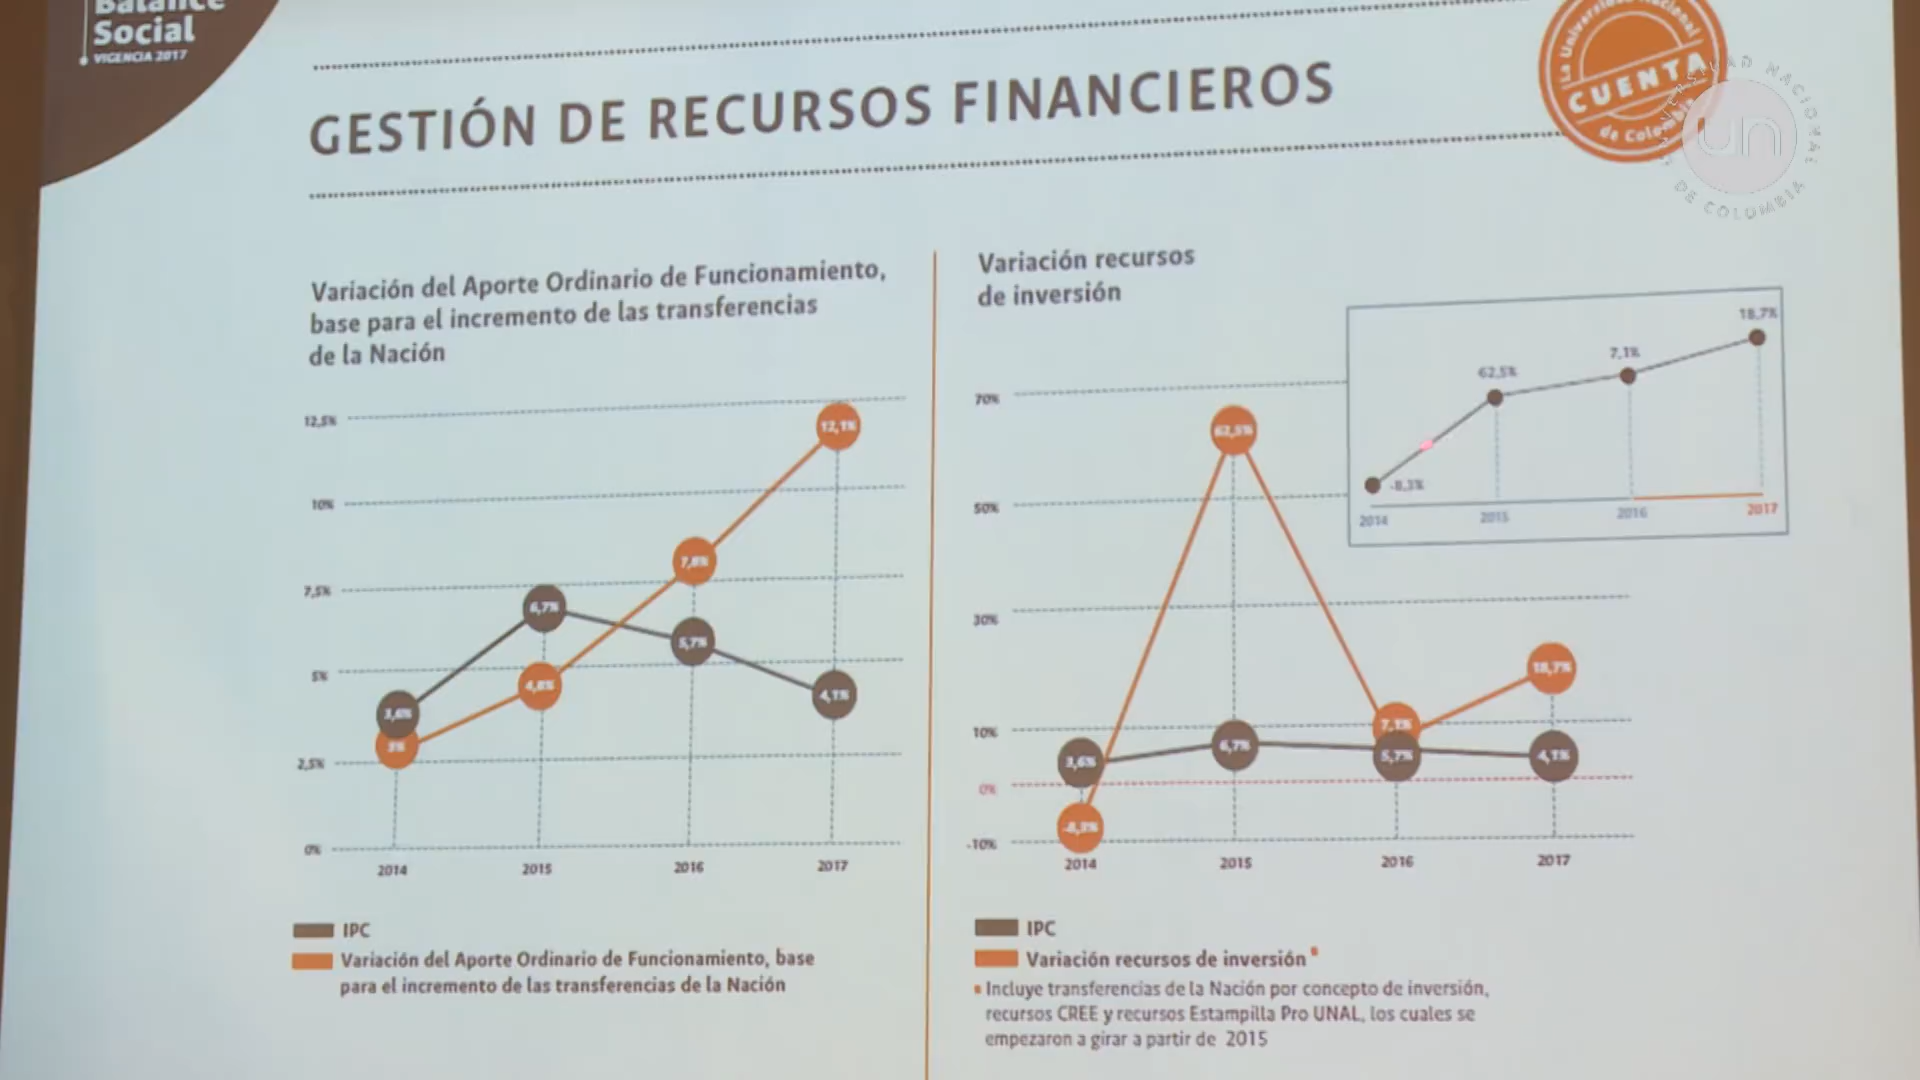 Balance
Social
VIGENCIA 2017
GESTIÓN DE RECURSOS FINANCIEROS
La Universidad Nacional
CUENTA
de Colombia
UNIVERSIDAD NACIONAL DE COLOMBIA
un
Variación del Aporte Ordinario de Funcionamiento,
base para el incremento de las transferencias
de la Nación
12,5%
10%
7,5%
5%
2,5%
0%
12,1%
7,8%
6,7%
5,7%
4,8%
4,1%
3,6%
3%
2014
2015
2016
2017
IPC
Variación del Aporte Ordinario de Funcionamiento, base
para el incremento de las transferencias de la Nación
Variación recursos
de inversión
70%
50%
30%
10%
0%
-10%
62,5%
18,7%
7,1%
3,6%
6,7%
5,7%
4,1%
-8,3%
2014
2015
2016
2017
18,7%
7,1%
62,5%
-8,3%
2014
2015
2016
2017
IPC
Variación recursos de inversión
Incluye transferencias de la Nación por concepto de inversión,
recursos CREE y recursos Estampilla Pro UNAL, los cuales se
empezaron a girar a partir de 2015